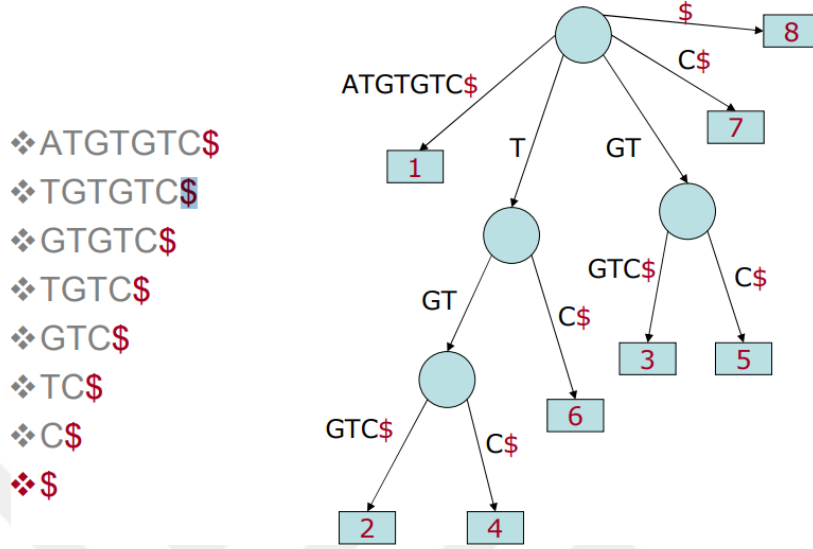 ❖ATGTGTC$
❖TGTGTC$
❖GTGTC$
❖TGTC$
❖GTC$
❖TC$
❖C$
❖$
$
8
C$
7
ATGTGTC$
1
T
GT
GT
C$
GTC$
C$
3
5
6
GTC$
C$
2
4